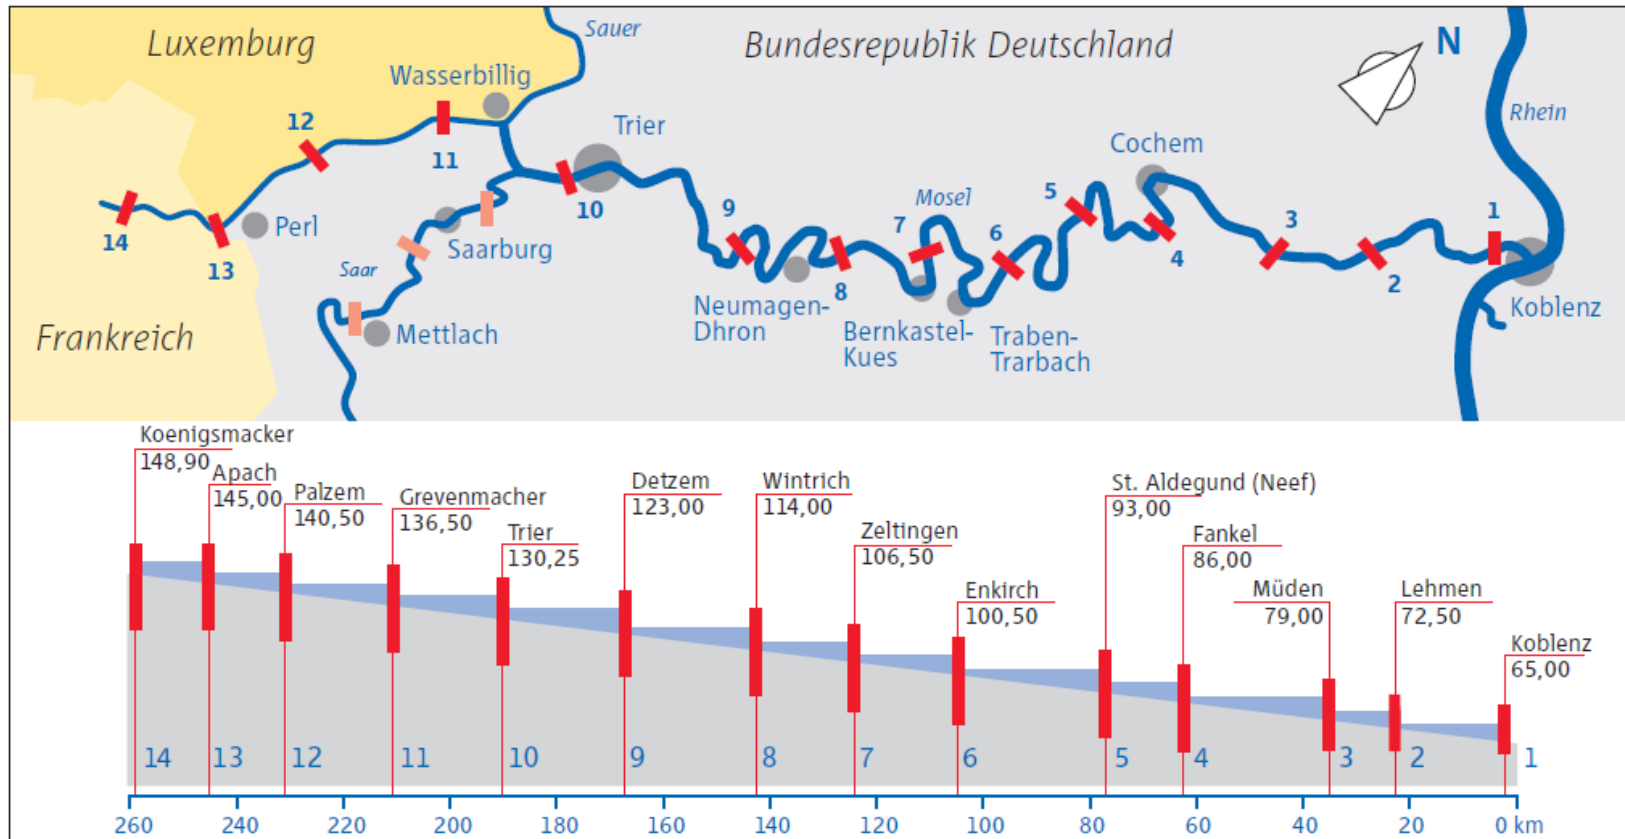 Luxemburg
Sauer
Bundesrepublik Deutschland
N
Wasserbillig
Rhein
12
Trier
Cochem
11
5
Mosel
10
9
7
6
3
1
14
Perl
13
Saarburg
4
2
Saar
8
Neumagen-
Dhron
Bernkastel-
Kues
Traben-
Trarbach
Koblenz
Frankreich
Mettlach
Koenigsmacker
148,90
Apach
145,00
Palzem
140,50
Grevenmacher
136,50
Trier
130,25
Detzem
123,00
Wintrich
114,00
Zeltingen
106,50
Enkirch
100,50
St. Aldegund (Neef)
93,00
Fankel
86,00
Müden
79,00
Lehmen
72,50
Koblenz
65,00
14 13 12 11 10 9 8 7 6 5 4 3 2 1
260 240 220 200 180 160 140 120 100 80 60 40 20 0 km